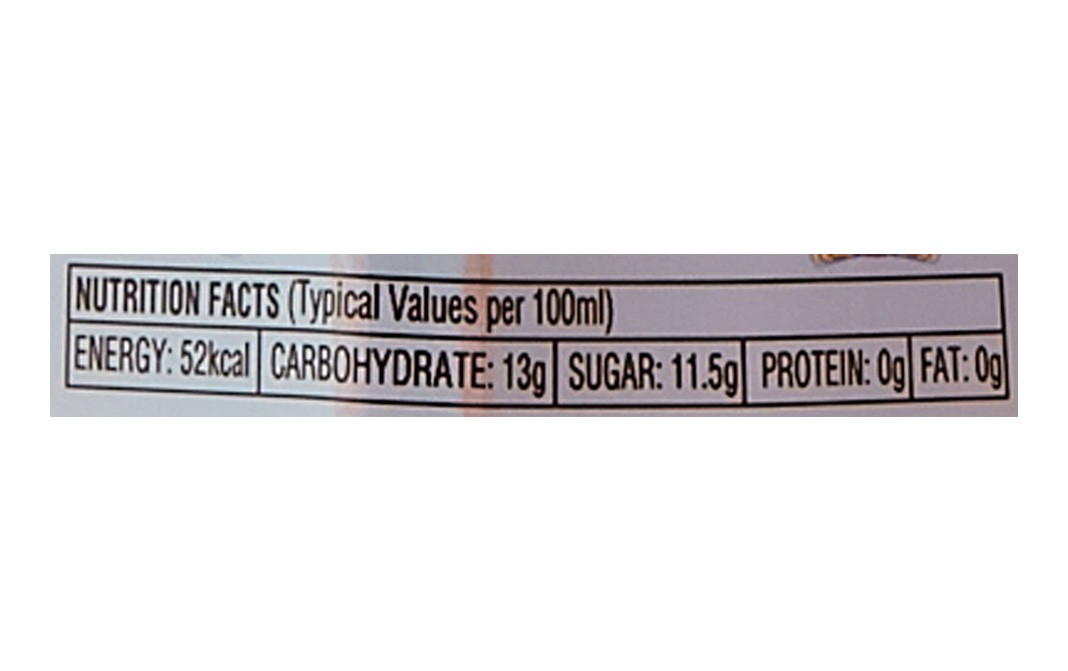 NUTRITION FACTS (Typical Values per 100ml)
ENERGY: 52kcal CARBOHYDRATE: 13g SUGAR: 11.5g PROTEIN: 0g FAT: 0g